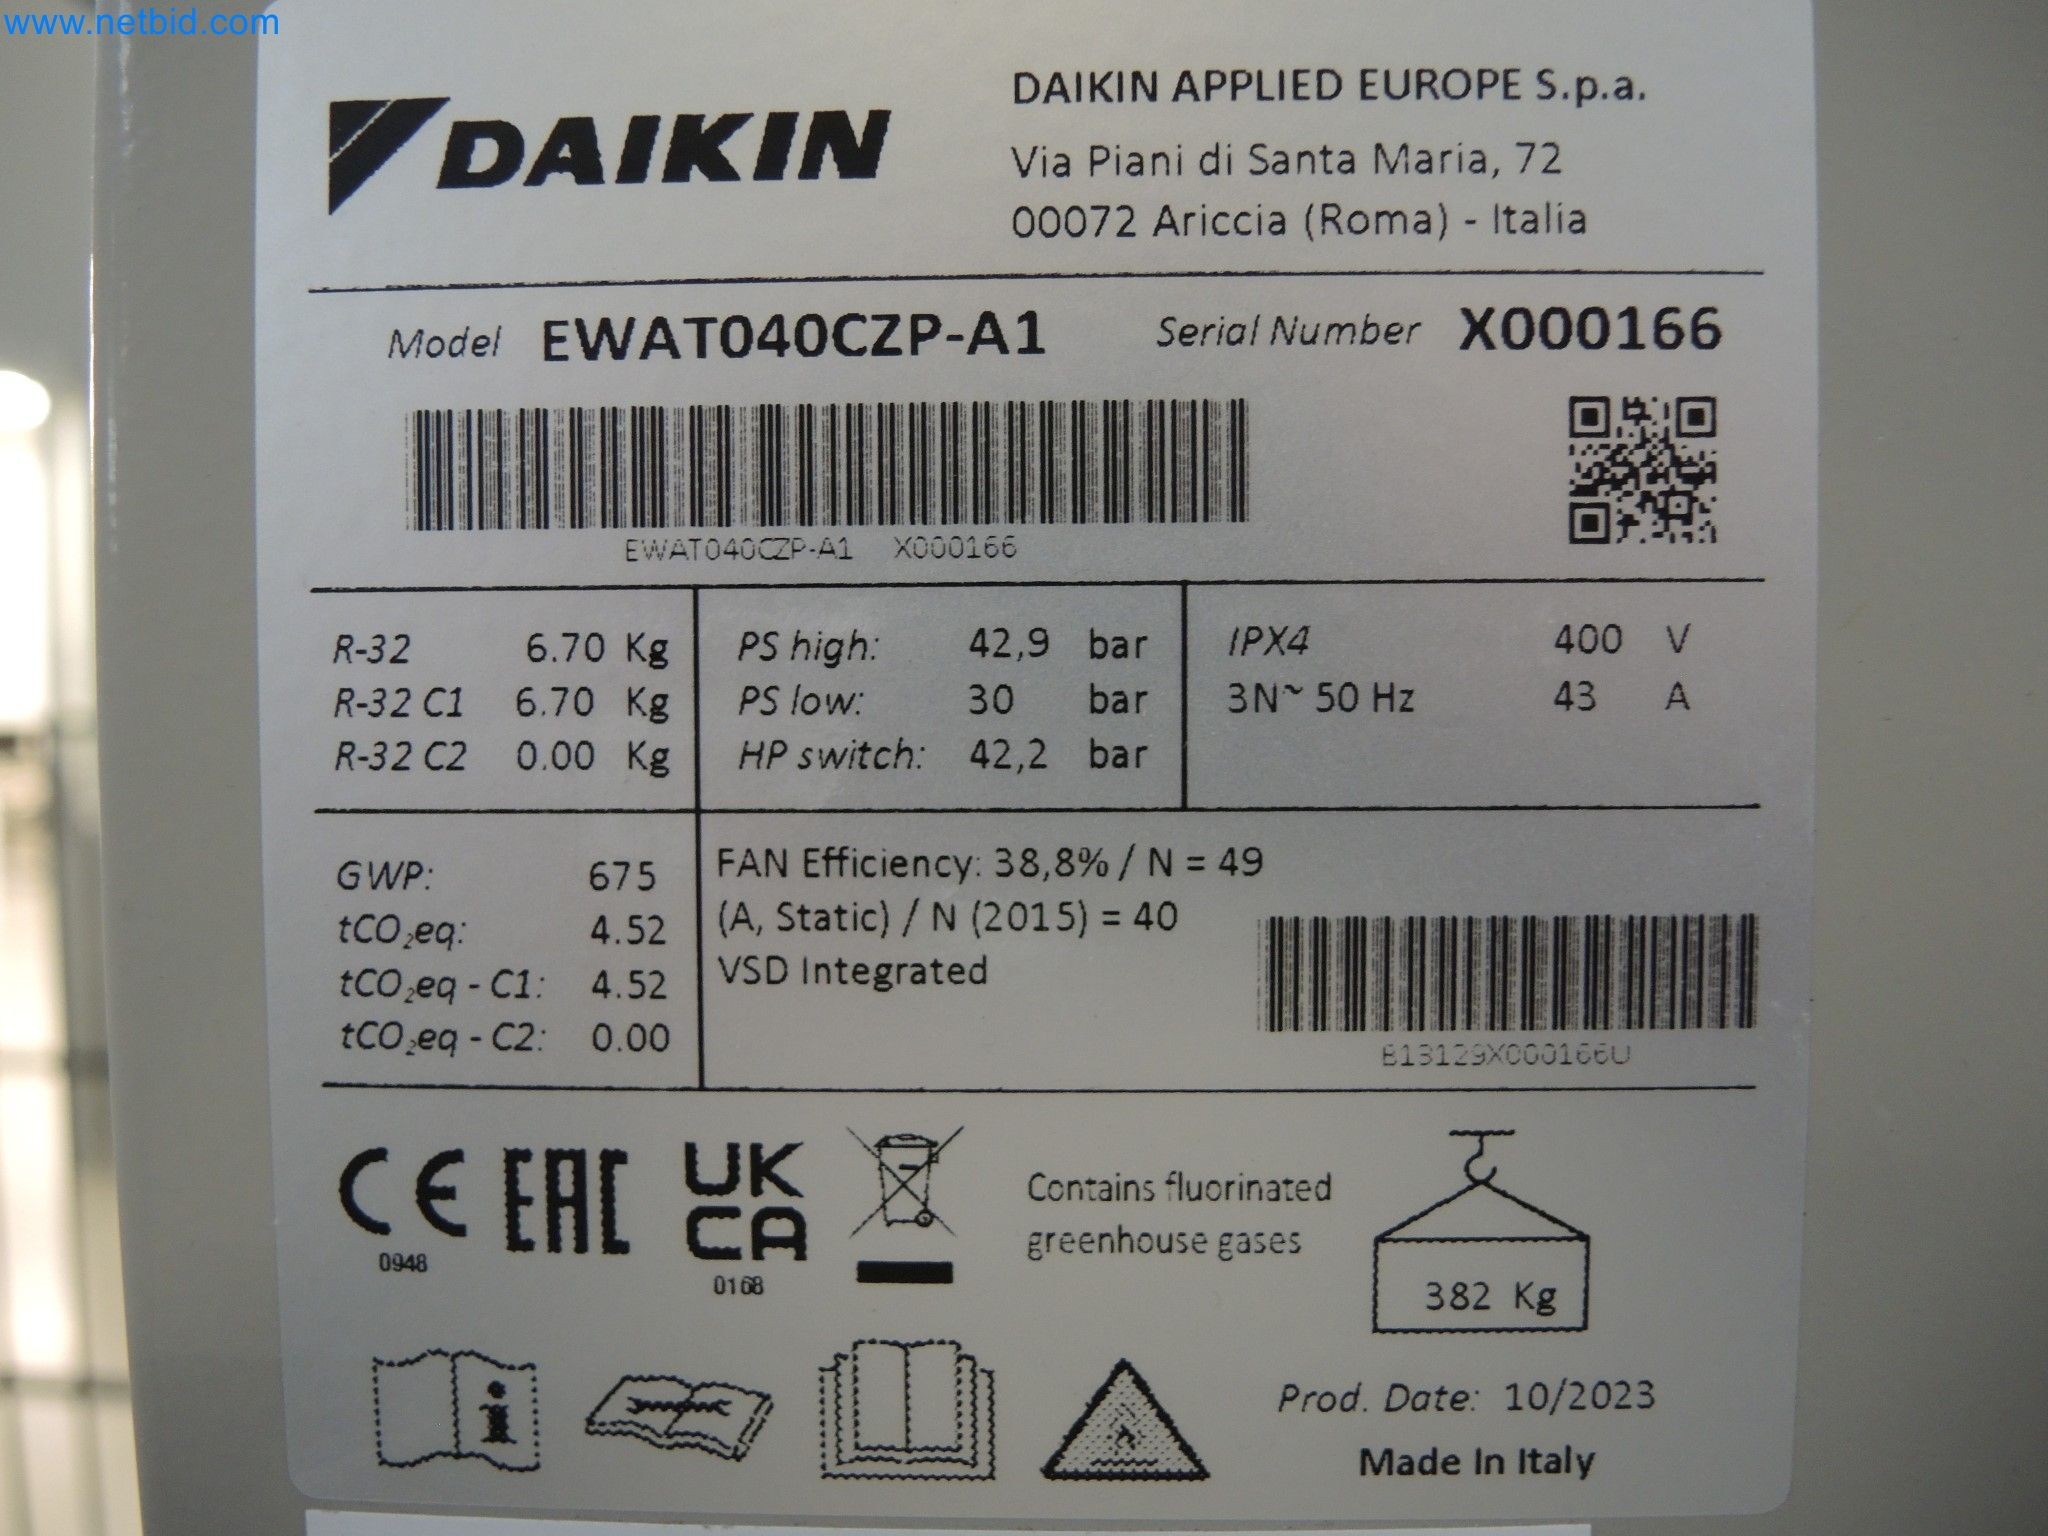 www.netbid.com
DAIKIN
DAIKIN APPLIED EUROPE S.p.a.
Via Piani di Santa Maria, 72
00072 Ariccia (Roma) - Italia
Model EWAT040CZP-A1 Serial Number X000166
EWAT040CZP-A1 X000166
R-32 6.70 Kg
R-32 C1 6.70 Kg
R-32 C2 0.00 Kg
PS high: 42,9 bar
PS low: 30 bar
HP switch: 42,2 bar
IPX4 400 V
3N~ 50 Hz 43 A
GWP: 675
tCO₂eq: 4.52
tCO₂eq - C1: 4.52
tCO₂eq - C2: 0.00
FAN Efficiency: 38,8% / N = 49
(A, Static) / N (2015) = 40
VSD Integrated
B13129X000166U
CE
0948
EAC
UK
CA
0168
Contains fluorinated
greenhouse gases
382 Kg
Prod. Date: 10/2023
Made In Italy